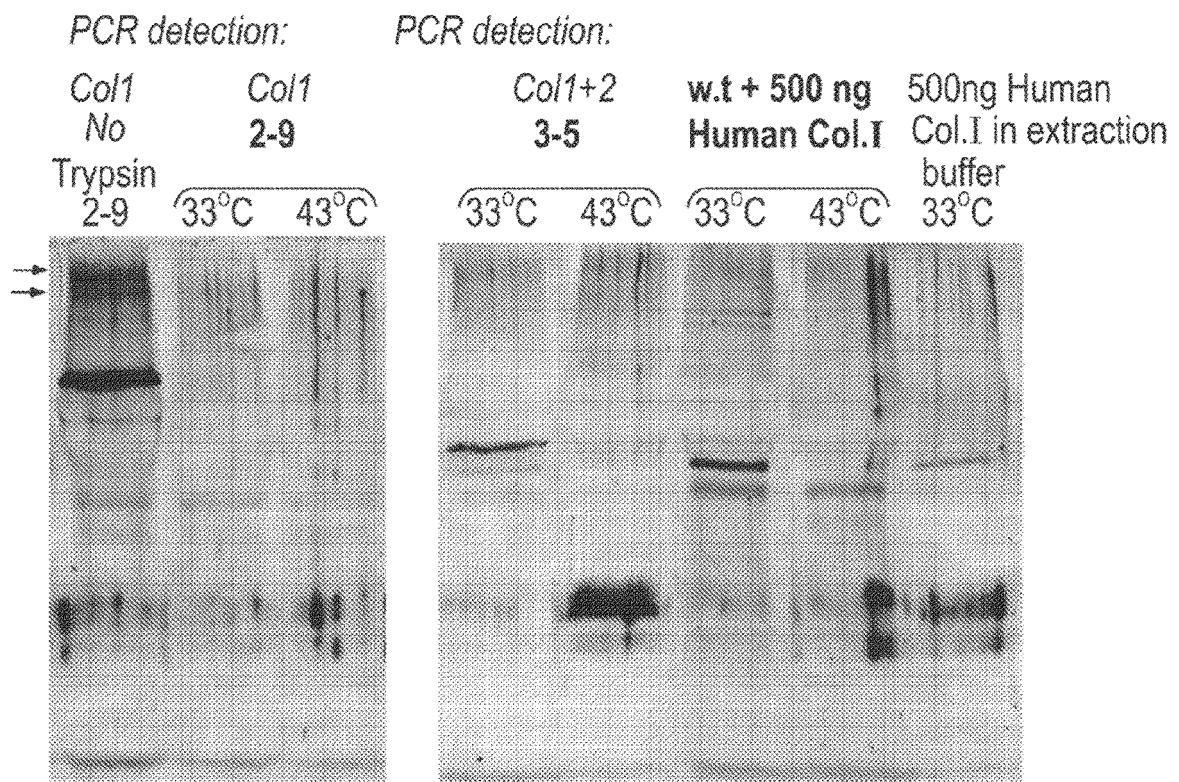 PCR detection: PCR detection:
Col1 Col1 Col1+2 w.t + 500 ng 500ng Human
No 2-9 3-5 Human Col.I Col.I in extraction
Trypsin buffer
2-9 33°C 43°C 33°C 43°C 33°C 43°C 33°C